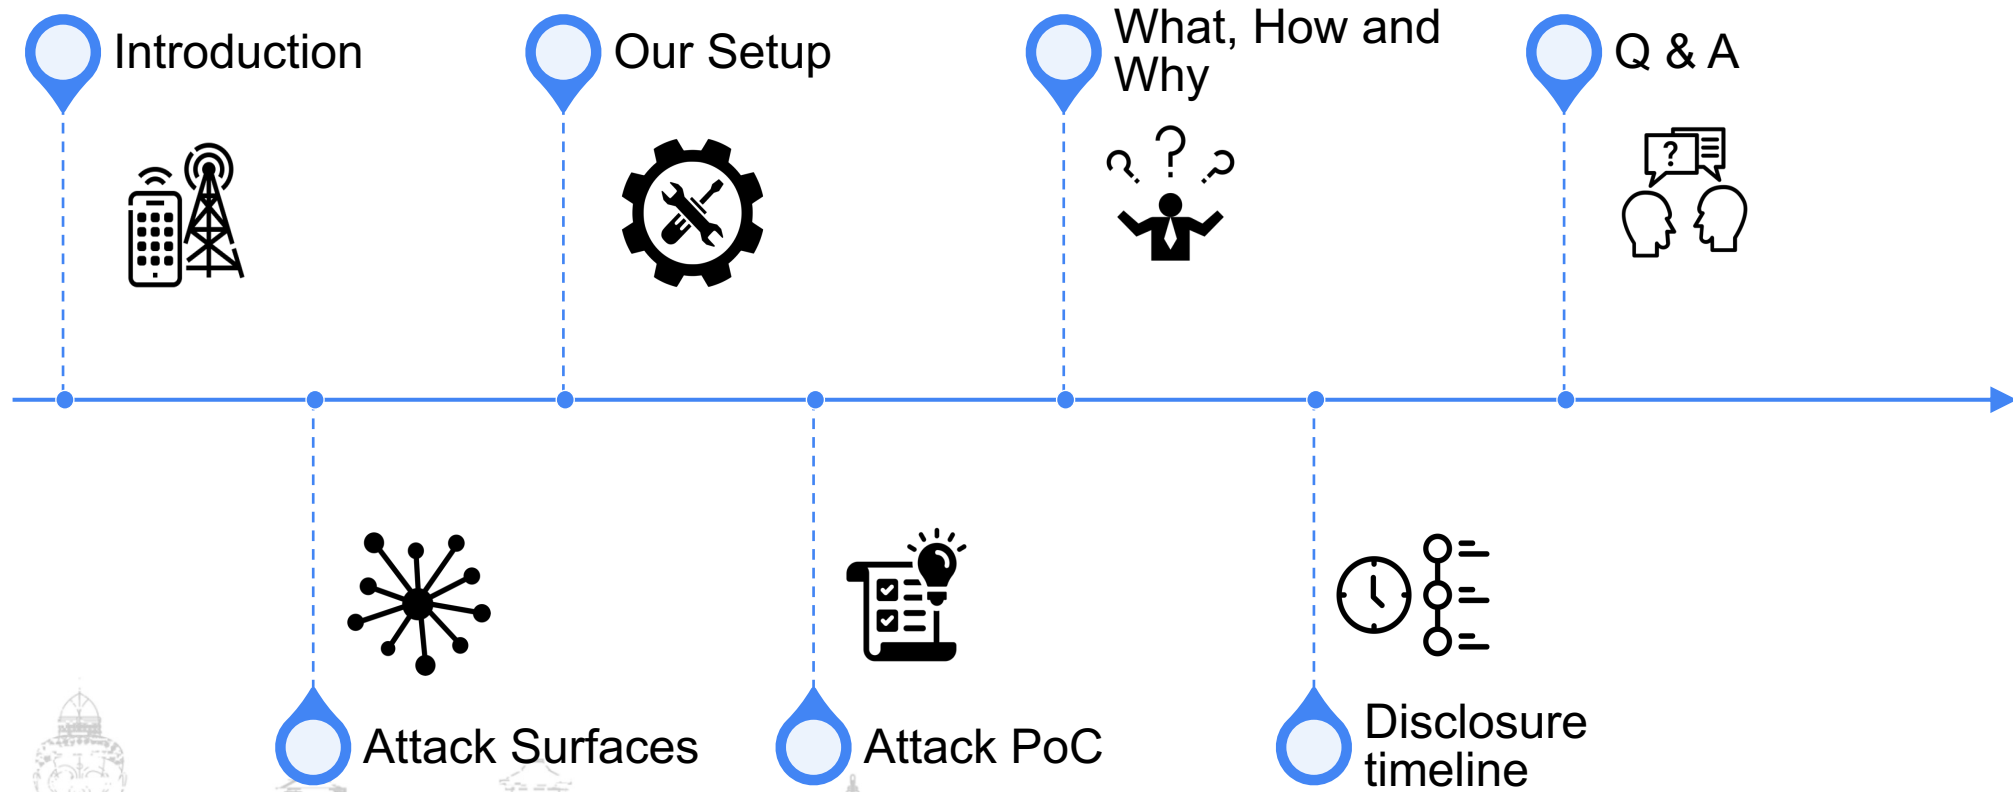 Introduction
Our Setup
What, How and
Why
Q & A
?
Attack Surfaces
Attack PoC
Disclosure
timeline